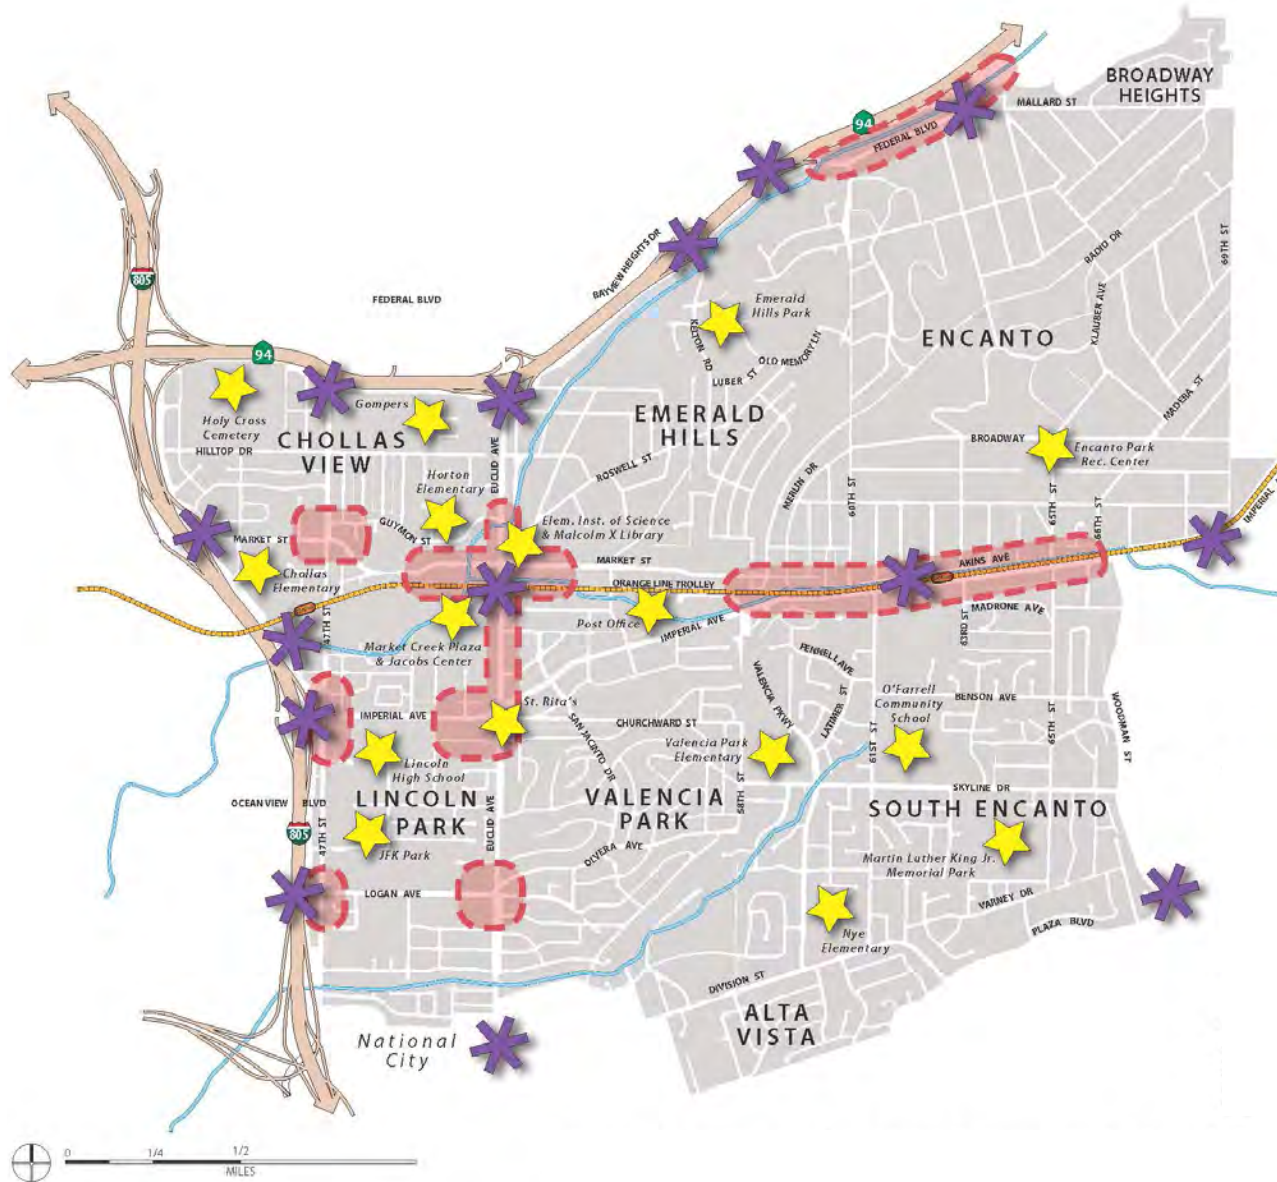 BROADWAY
HEIGHTS
MALLARD ST
94
FEDERAL BLVD
69TH ST
RADIO DR
BAYVIEW HEIGHTS DR
805
FEDERAL BLVD
KLAUBER AVE
Emerald
Hills Park
ENCANTO
KELTON RD
OLD MEMORY LN
LUBER ST
94
MADERA ST
Gompers
Holy Cross
Cemetery
EMERALD
HILLS
BROADWAY
Encanto Park
Rec. Center
CHOLLAS
VIEW
HILLTOP DR
EUCLID AVE
ROSWELL ST
MERLIN DR
Horton
Elementary
60TH ST
65TH ST
66TH ST
GUYMON ST
Elem. Inst. of Science
& Malcolm X Library
MARKET ST
MARKET ST
AKINS AVE
Chollas
Elementary
ORANGE LINE TROLLEY
47TH ST
Post Office
IMPERIAL AVE
MADRONE AVE
63RD ST
Market Creek Plaza
& Jacobs Center
FENNELL AVE
VALENCIA PKWY
O'Farrell
Community
School
BENSON AVE
WOODMAN ST
St. Rita's
IMPERIAL AVE
SAN JACINTO DR
CHURCHWARD ST
LATIMER ST
61ST ST
65TH ST
Valencia Park
Elementary
Lincoln
High School
58TH ST
SKYLINE DR
OCEAN VIEW BLVD
LINCOLN
PARK
VALENCIA
PARK
SOUTH ENCANTO
805
47TH ST
EUCLID AVE
JFK Park
OLVERA AVE
Martin Luther King Jr.
Memorial Park
LOGAN AVE
VARNEY DR
PLAZA BLVD
Nye
Elementary
DIVISION ST
ALTA
VISTA
National
City
0 1/4 1/2
MILES